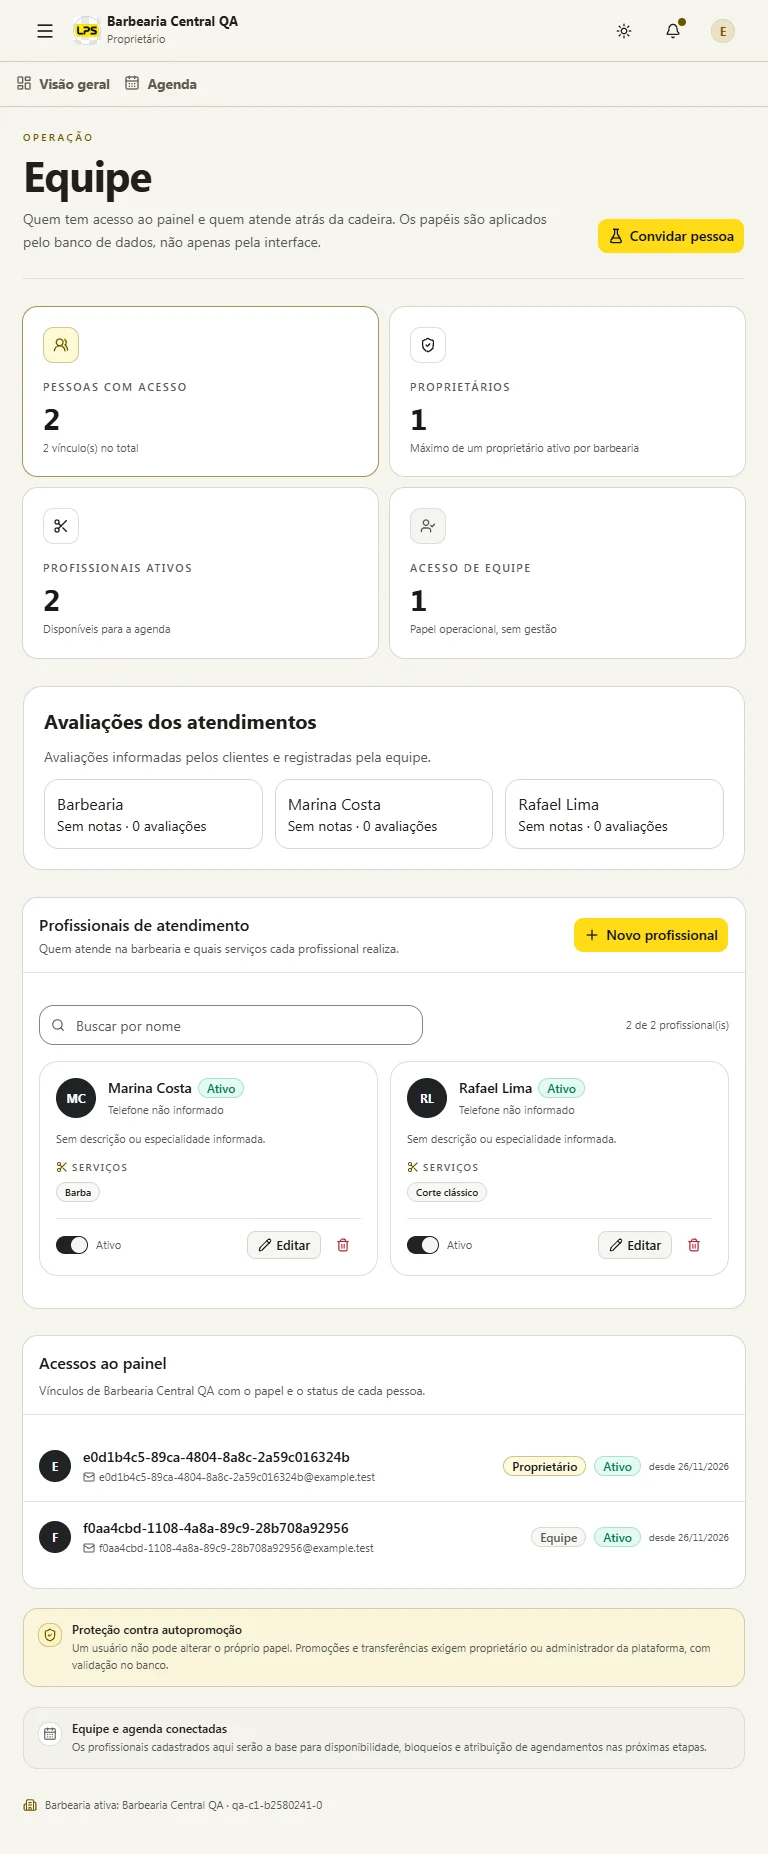 LPS
Barbearia Central QA
Proprietário
E
Visão geral
Agenda
OPERAÇÃO
Equipe
Quem tem acesso ao painel e quem atende atrás da cadeira. Os papéis são aplicados
pelo banco de dados, não apenas pela interface.
Convidar pessoa
PESSOAS COM ACESSO
2
2 vínculo(s) no total
PROPRIETÁRIOS
1
Máximo de um proprietário ativo por barbearia
PROFISSIONAIS ATIVOS
2
Disponíveis para a agenda
ACESSO DE EQUIPE
1
Papel operacional, sem gestão
Avaliações dos atendimentos
Avaliações informadas pelos clientes e registradas pela equipe.
Barbearia
Sem notas · 0 avaliações
Marina Costa
Sem notas · 0 avaliações
Rafael Lima
Sem notas · 0 avaliações
Profissionais de atendimento
Quem atende na barbearia e quais serviços cada profissional realiza.
Novo profissional
Buscar por nome
2 de 2 profissional(is)
MC
Marina Costa
Ativo
Telefone não informado
Sem descrição ou especialidade informada.
SERVIÇOS
Barba
Ativo
Editar
RL
Rafael Lima
Ativo
Telefone não informado
Sem descrição ou especialidade informada.
SERVIÇOS
Corte clássico
Ativo
Editar
Acessos ao painel
Vínculos de Barbearia Central QA com o papel e o status de cada pessoa.
E
e0d1b4c5-89ca-4804-8a8c-2a59c016324b
e0d1b4c5-89ca-4804-8a8c-2a59c016324b@example.test
Proprietário
Ativo
desde 26/11/2026
F
f0aa4cbd-1108-4a8a-89c9-28b708a92956
f0aa4cbd-1108-4a8a-89c9-28b708a92956@example.test
Equipe
Ativo
desde 26/11/2026
Proteção contra autopromoção
Um usuário não pode alterar o próprio papel. Promoções e transferências exigem proprietário ou administrador da plataforma, com
validação no banco.
Equipe e agenda conectadas
Os profissionais cadastrados aqui serão a base para disponibilidade, bloqueios e atribuição de agendamentos nas próximas etapas.
Barbearia ativa: Barbearia Central QA · qa-c1-b2580241-0